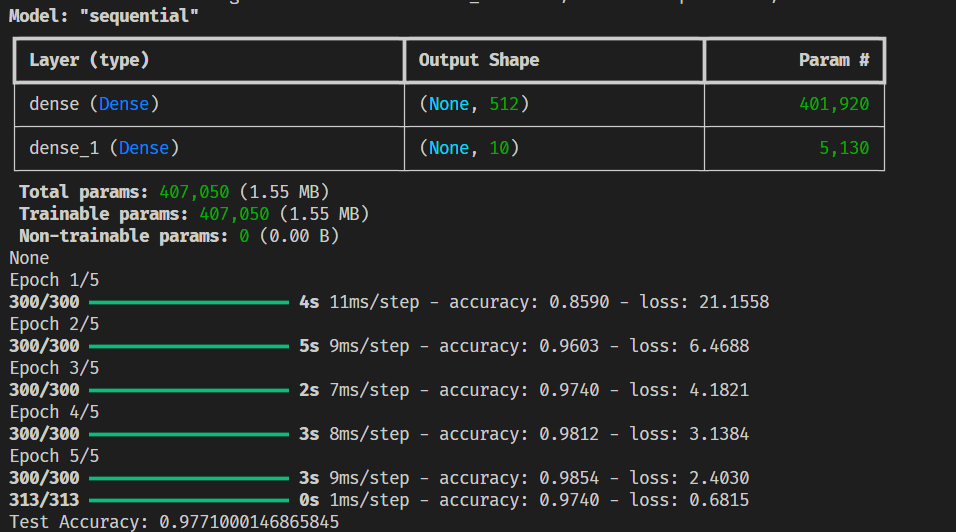 Model: "sequential"
Layer (type) Output Shape Param #
dense (Dense) (None, 512) 401,920
dense_1 (Dense) (None, 10) 5,130
Total params: 407,050 (1.55 MB)
Trainable params: 407,050 (1.55 MB)
Non-trainable params: 0 (0.00 B)
None
Epoch 1/5
300/300 4s 11ms/step - accuracy: 0.8590 - loss: 21.1558
Epoch 2/5
300/300 5s 9ms/step - accuracy: 0.9603 - loss: 6.4688
Epoch 3/5
300/300 2s 7ms/step - accuracy: 0.9740 - loss: 4.1821
Epoch 4/5
300/300 3s 8ms/step - accuracy: 0.9812 - loss: 3.1384
Epoch 5/5
300/300 3s 9ms/step - accuracy: 0.9854 - loss: 2.4030
313/313 0s 1ms/step - accuracy: 0.9740 - loss: 0.6815
Test Accuracy: 0.9771000146865845